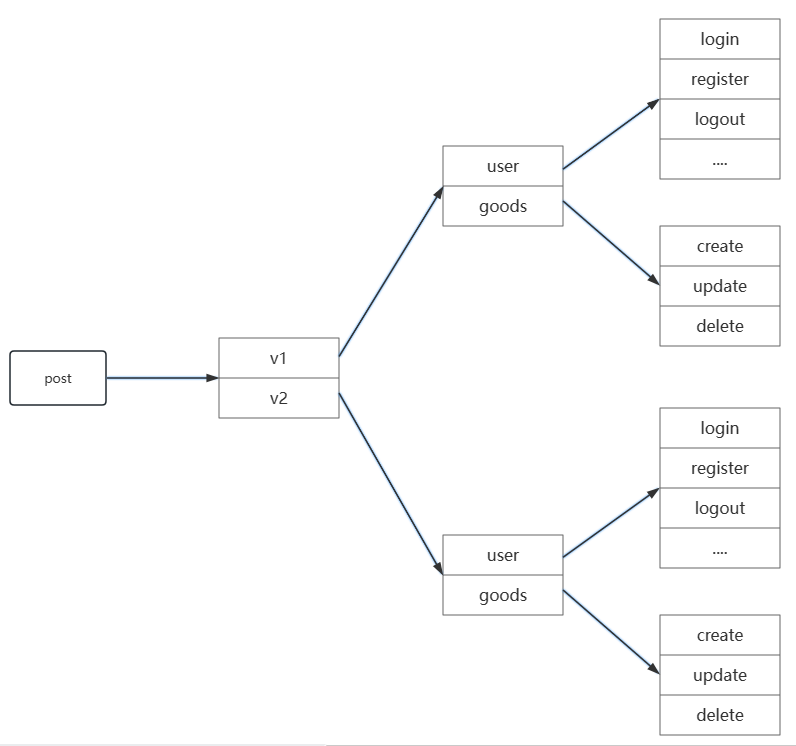 post
v1
v2
user
goods
login
register
logout
....
create
update
delete
user
goods
login
register
logout
....
create
update
delete